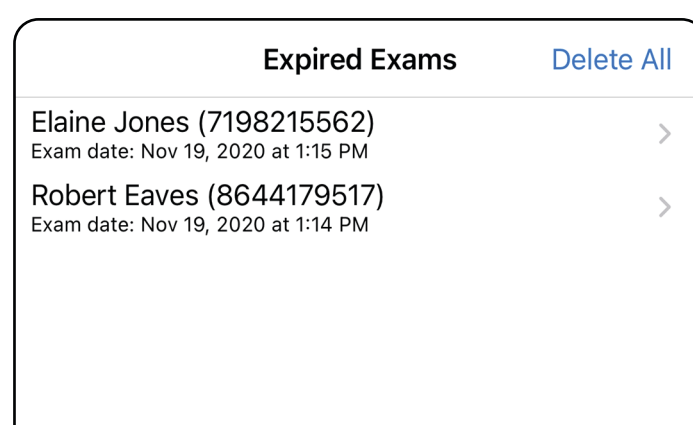 Expired Exams
Delete All
Elaine Jones (7198215562)
Exam date: Nov 19, 2020 at 1:15 PM
Robert Eaves (8644179517)
Exam date: Nov 19, 2020 at 1:14 PM